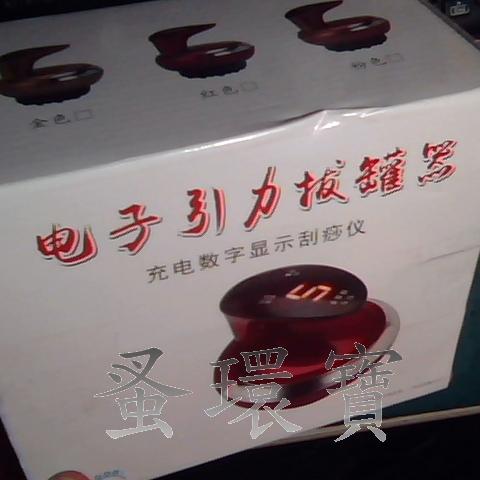 金色□ 红色□ 粉色□
电子引力拔罐器
充电数字显示刮痧仪
5
蚤環寶